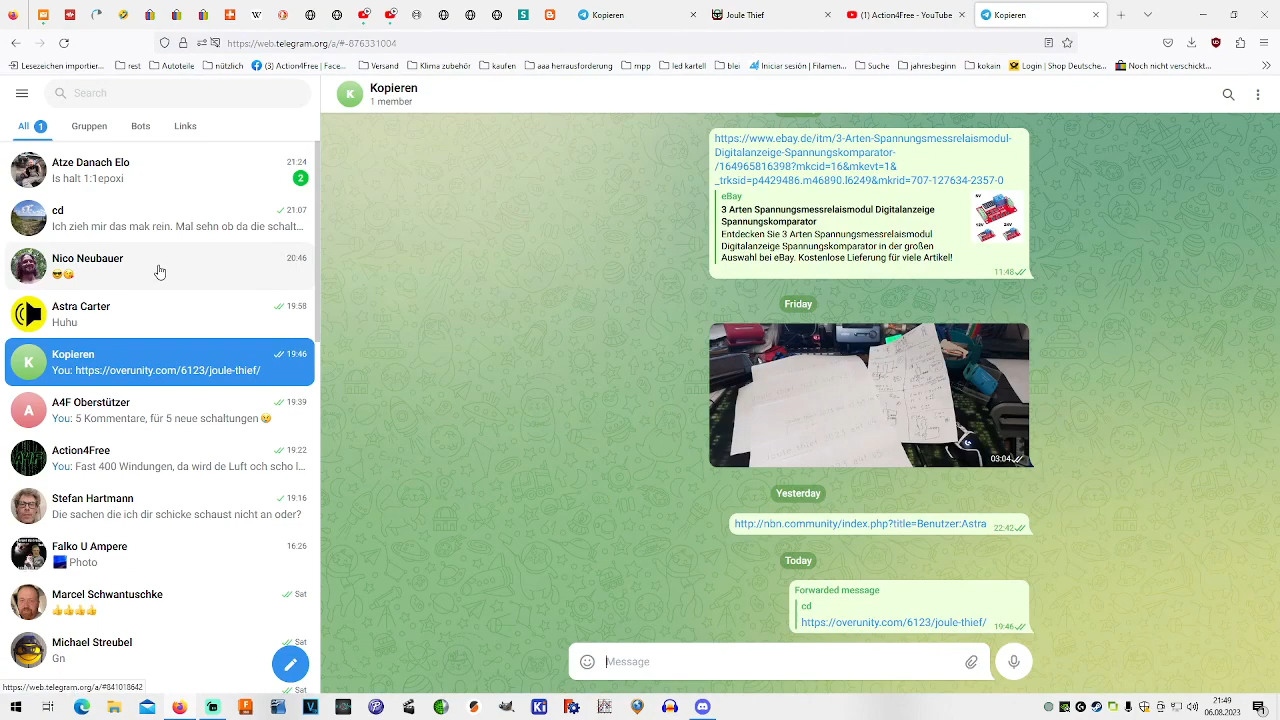 Kopieren
Joule Thief
(1) Action4free - YouTube
Kopieren
https://web.telegram.org/a/#-876331004
Lesezeichen importier...
rest
Autoteile
nützlich
(3) Action4Free | Face...
Versand
Klima zubehör
kaufen
aaa herrausforderung
mpp
led kartell
blei
Iniciar sesión | Filamen...
Suche
jahresbeginn
kokain
Login | Shop Deutsche...
Noch nicht verschickt...
Search
Kopieren
1 member
All 1
Gruppen
Bots
Links
Atze Danach Elo
21:24
Is halt 1:1epoxi
2
cd
21:07
Ich zieh mir das mak rein. Mal sehn ob da die schalt...
Nico Neubauer
20:46
Astra Carter
19:58
Huhu
K
Kopieren
19:46
You: https://overunity.com/6123/joule-thief/
A
A4F Oberstützer
19:39
You: 5 Kommentare, für 5 neue schaltungen
Action4Free
19:22
You: Fast 400 Windungen, da wird de Luft och scho l...
Stefan Hartmann
19:16
Die sachen die ich dir schicke schaust nicht an oder?
Falko U Ampere
16:26
Photo
Marcel Schwantuschke
Sat
Michael Streubel
Sat
Gn
Sat
https://web.telegram.org/a/#841018642
K
https://www.ebay.de/itm/3-Arten-Spannungsmessrelaismodul-
Digitalanzeige-Spannungskomparator-
/164965816398?mkcid=16&mkevt=1&
_trksid=p4429486.m46890.l6249&mkrid=707-127634-2357-0
eBay
3 Arten Spannungsmessrelaismodul Digitalanzeige
Spannungskomparator
Entdecken Sie 3 Arten Spannungsmessrelaismodul
Digitalanzeige Spannungskomparator in der großen
Auswahl bei eBay. Kostenlose Lieferung für viele Artikel!
11:48
Friday
03:04
Yesterday
http://nbn.community/index.php?title=Benutzer:Astra
22:42
Today
Forwarded message
cd
https://overunity.com/6123/joule-thief/
19:46
Message
21:49
06.08.2023